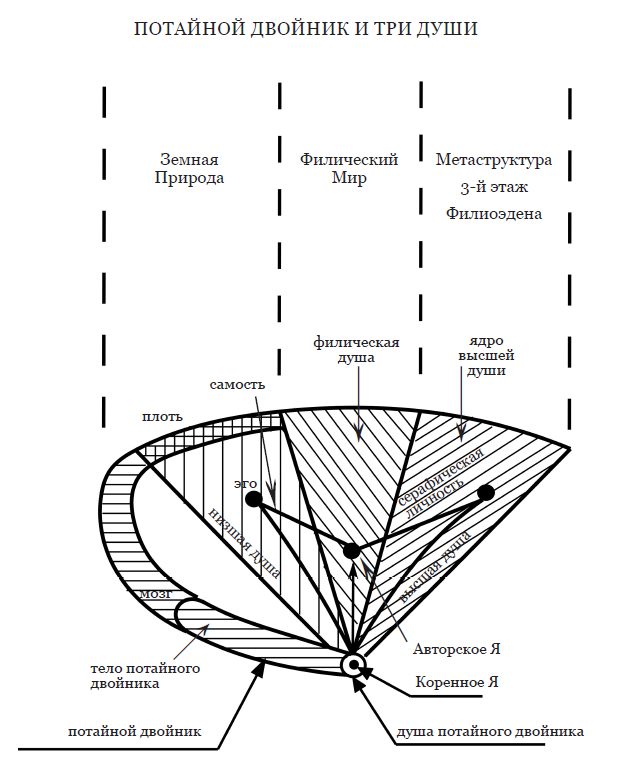 ПОТАЙНОЙ ДВОЙНИК И ТРИ ДУШИ
Земная
Природа
Филический
Мир
Метаструктура
3-й этаж
Филиоэдена
филическая
душа
ядро
высшей
души
самость
плоть
эго
серафическая
личность
низшая душа
высшая душа
мозг
тело потайного
двойника
Авторское Я
Коренное Я
потайной двойник
душа потайного двойника